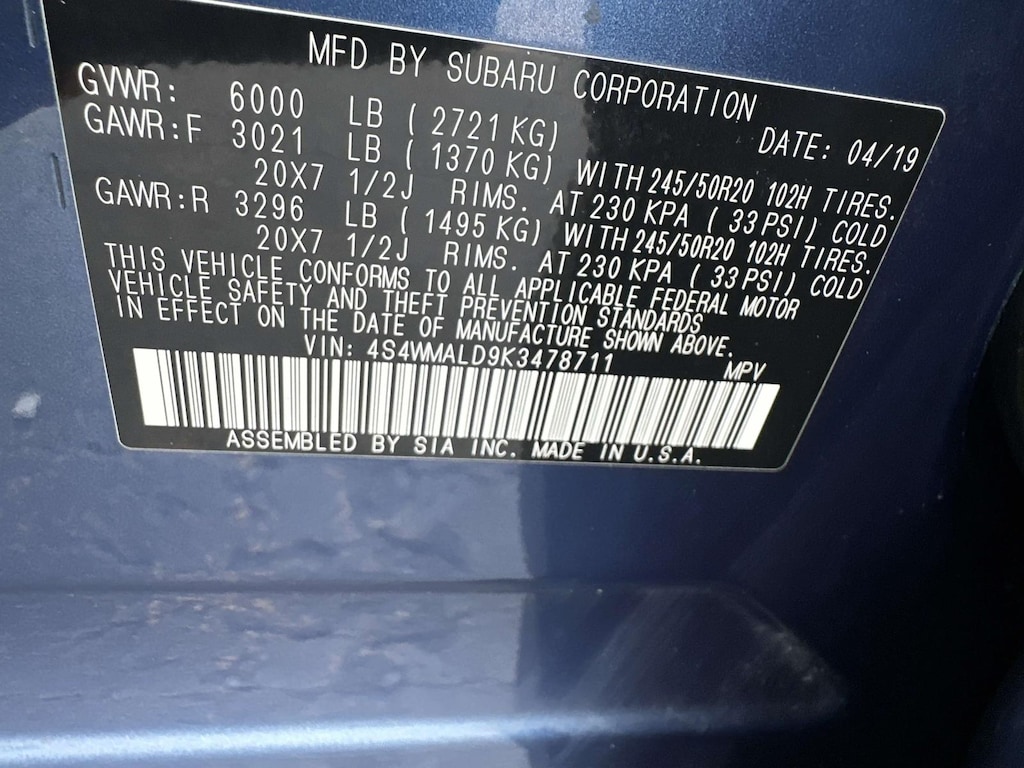 MFD BY SUBARU CORPORATION
GVWR: 6000 LB ( 2721 KG) DATE: 04/19
GAWR:F 3021 LB ( 1370 KG) WITH 245/50R20 102H TIRES.
20X7 1/2J RIMS. AT 230 KPA ( 33 PSI) COLD
GAWR:R 3296 LB ( 1495 KG) WITH 245/50R20 102H TIRES.
20X7 1/2J RIMS. AT 230 KPA ( 33 PSI) COLD
THIS VEHICLE CONFORMS TO ALL APPLICABLE FEDERAL MOTOR
VEHICLE SAFETY AND THEFT PREVENTION STANDARDS
IN EFFECT ON THE DATE OF MANUFACTURE SHOWN ABOVE.
VIN: 4S4WMALD9K3478711 MPV
ASSEMBLED BY SIA INC. MADE IN U.S.A.